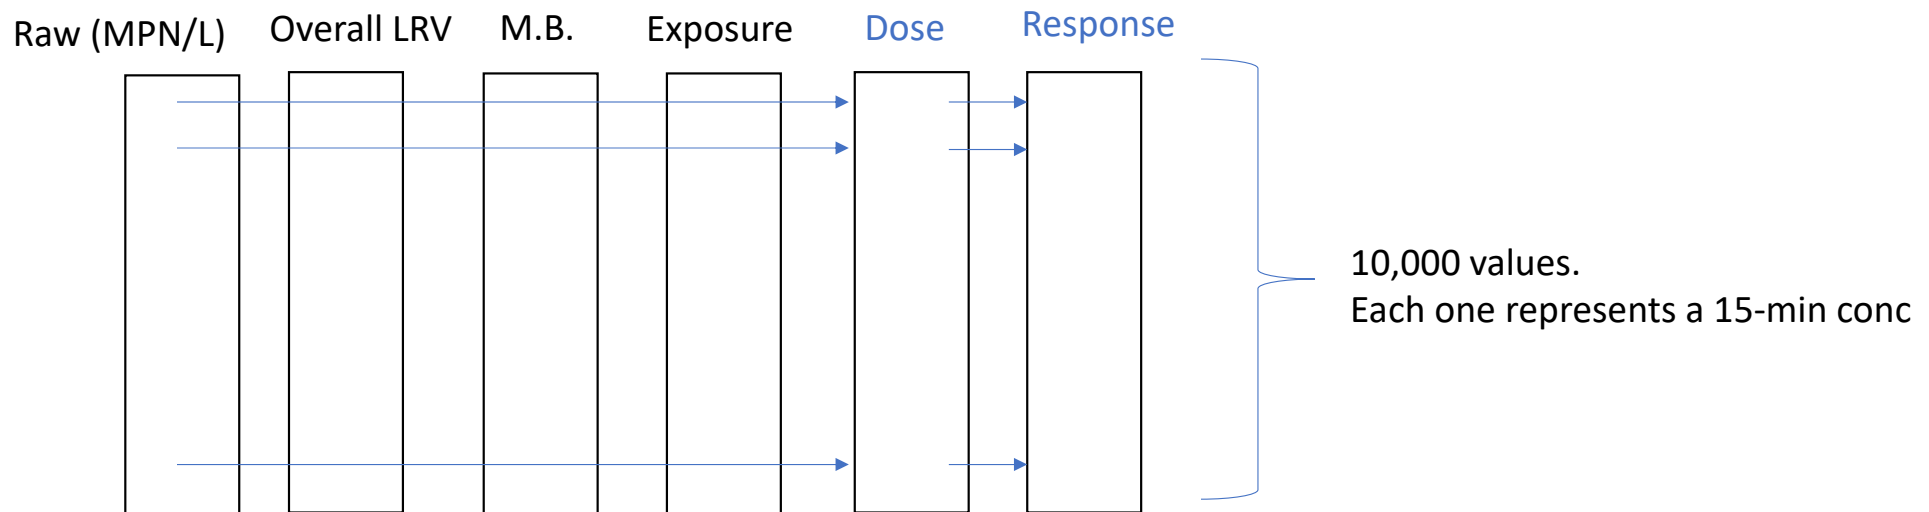 Raw (MPN/L) Overall LRV M.B. Exposure Dose Response
10,000 values.
Each one represents a 15-min conc